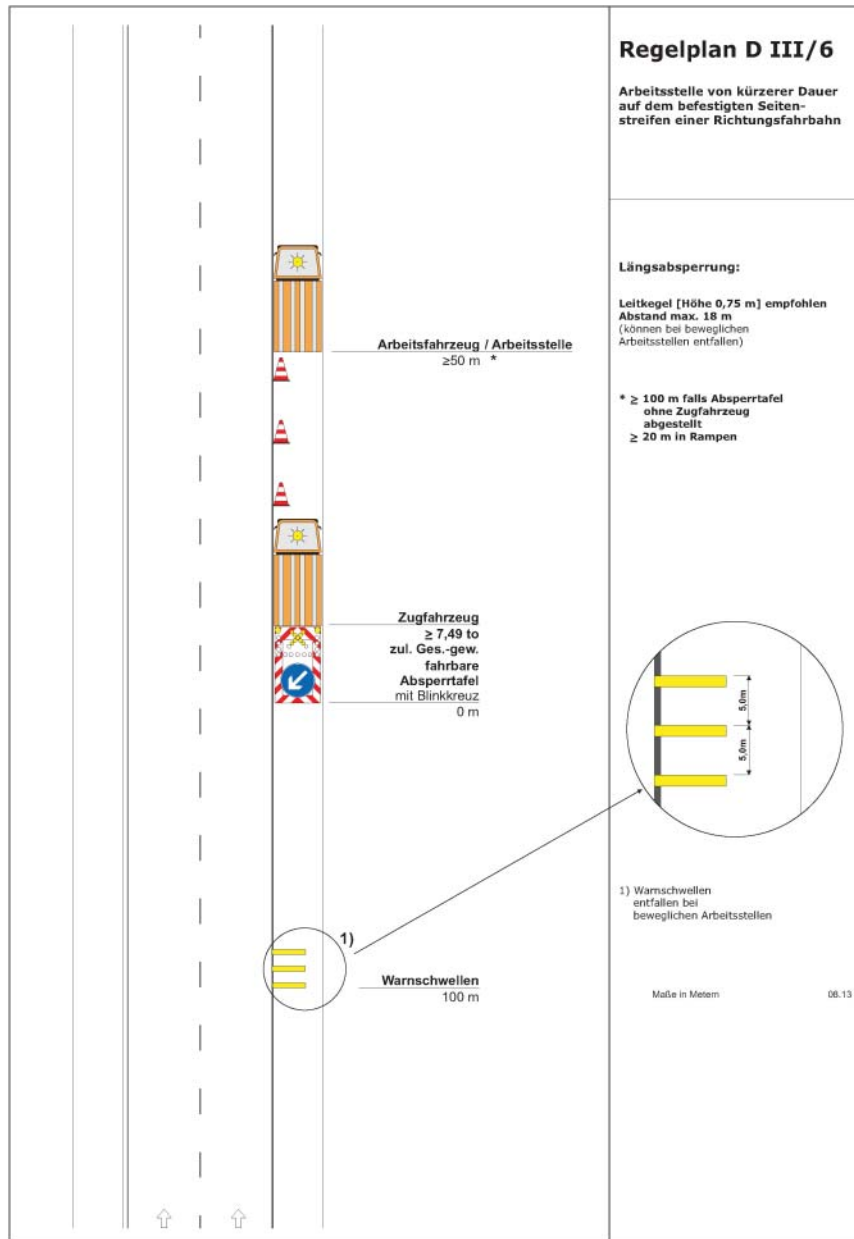 Regelplan D III/6
Arbeitsstelle von kürzerer Dauer
auf dem befestigten Seiten-
streifen einer Richtungsfahrbahn
Längsabsperrung:
Leitkegel [Höhe 0,75 m] empfohlen
Abstand max. 18 m
(können bei beweglichen
Arbeitsstellen entfallen)
* ≥ 100 m falls Absperrtafel
ohne Zugfahrzeug
abgestellt
≥ 20 m in Rampen
Arbeitsfahrzeug / Arbeitsstelle
≥50 m *
Zugfahrzeug
≥ 7,49 to
zul. Ges.-gew.
fahrbare
Absperrtafel
mit Blinkkreuz
0 m
5,0m
5,0m
1)
Warnschwellen
100 m
1) Warnschwellen
entfallen bei
beweglichen Arbeitsstellen
Maße in Metern 08.13